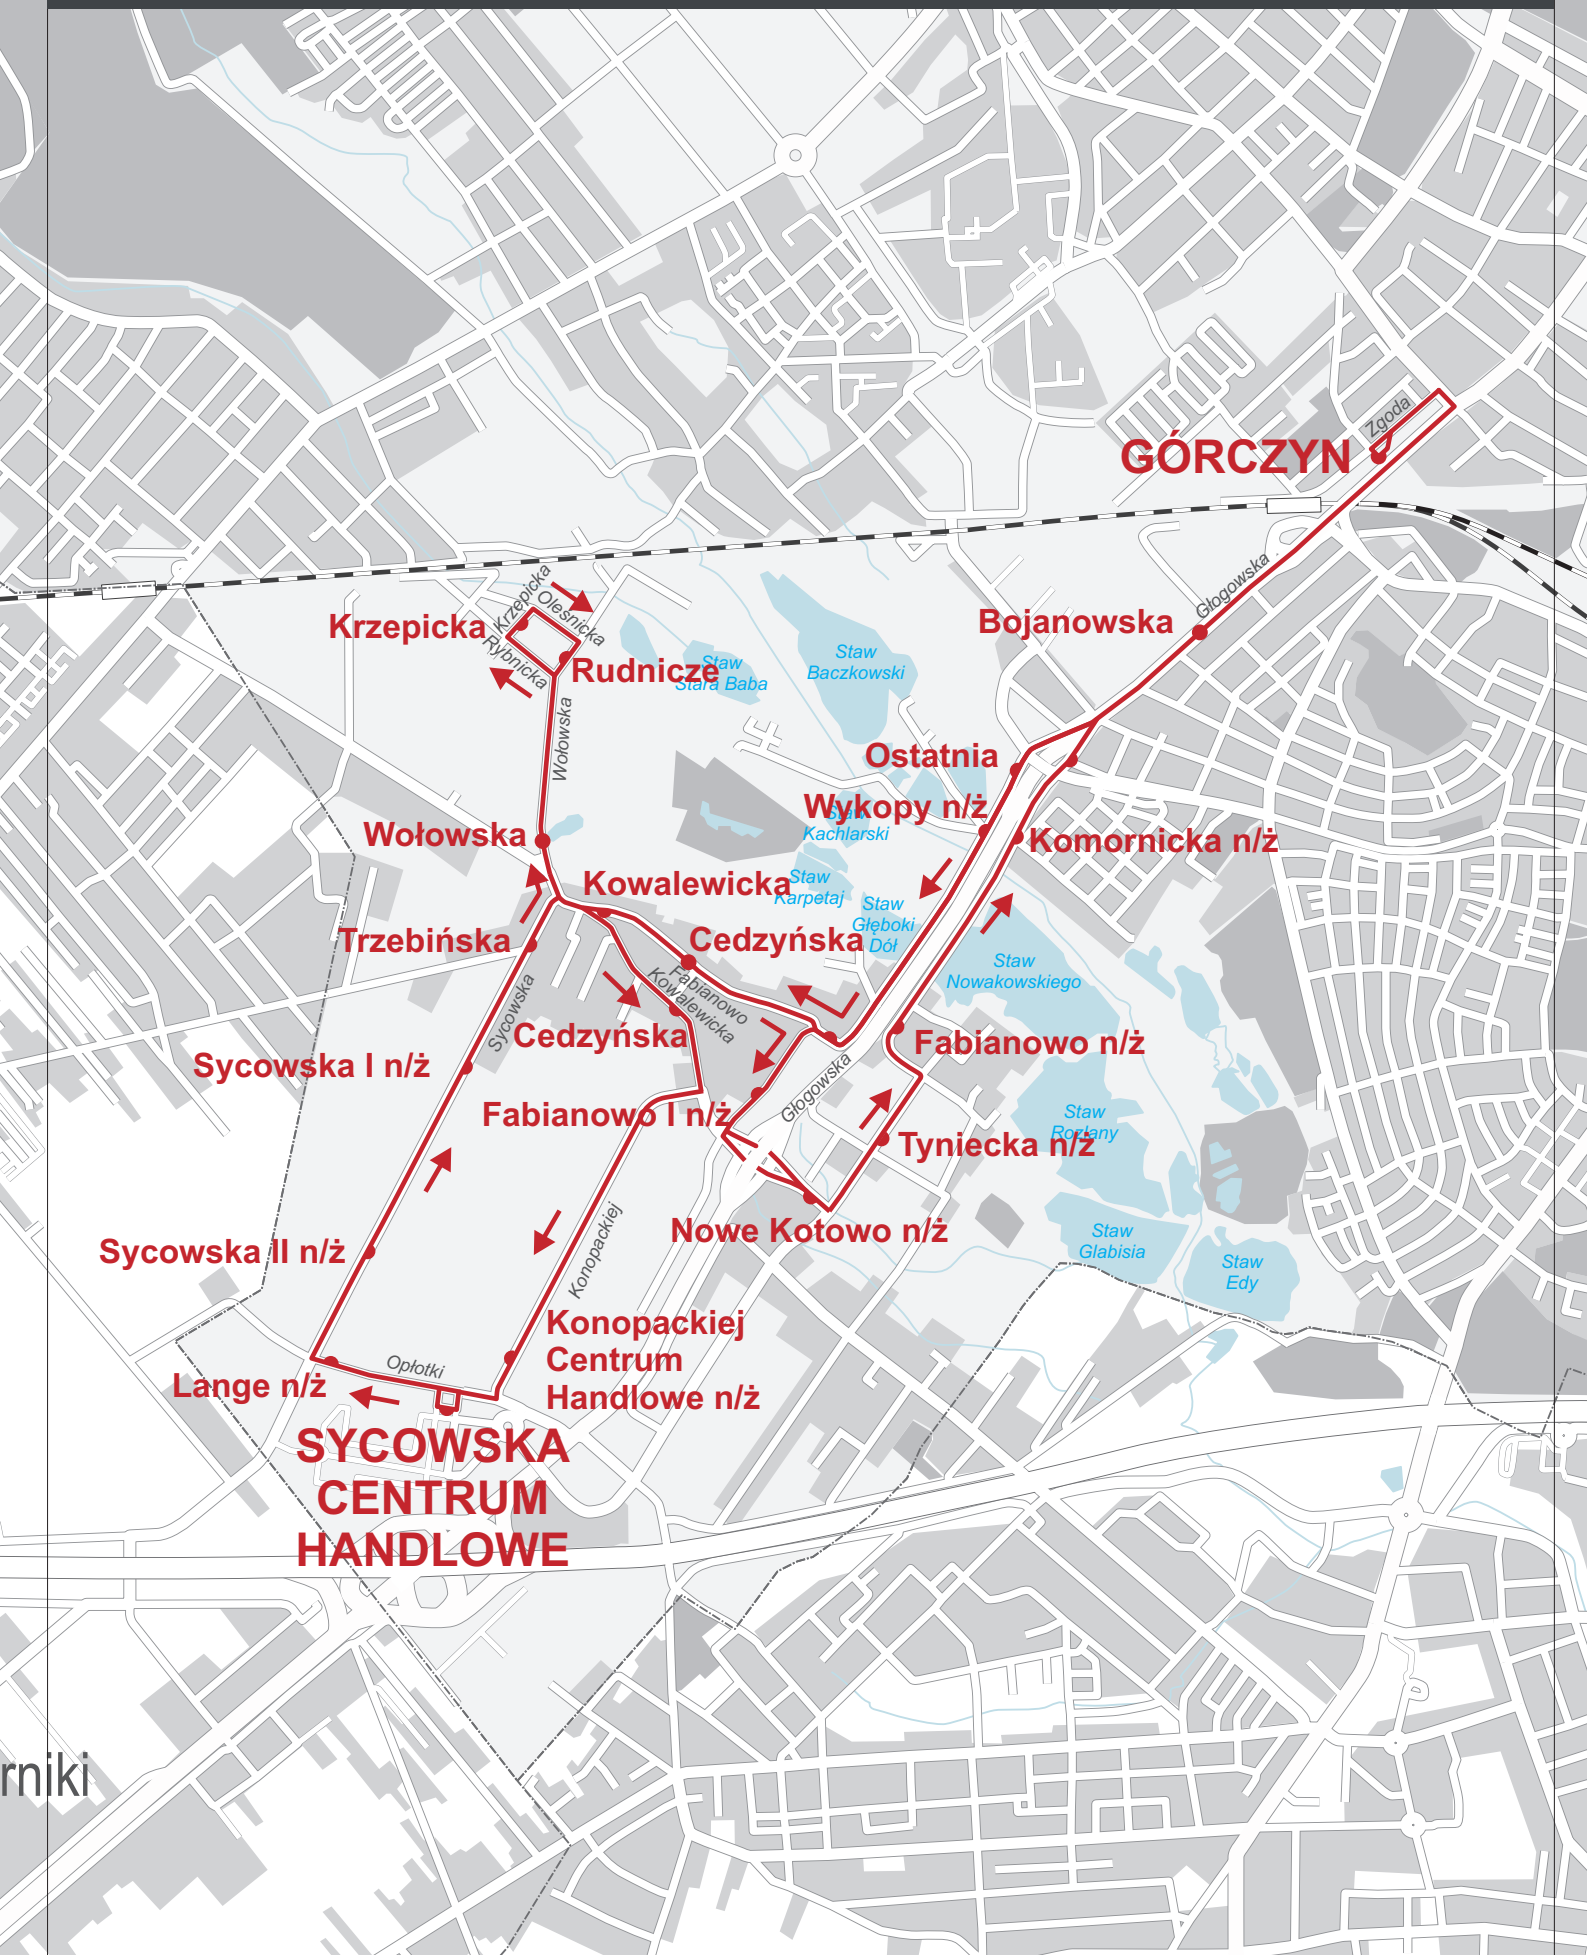 Zgoda
GÓRCZYN
Głogowska
Krzepicka
Oleśnicka
Krzepicka
Rybnicka
Rudnicze
Bojanowska
Staw
Stara Baba
Staw
Baczkowski
Wołowska
Ostatnia
Wykopy n/ż
Staw
Kachlarski
Wołowska
Komornicka n/ż
Kowalewicka
Staw
Karpetaj
Staw
Głęboki
Dół
Trzebińska
Cedzyńska
Staw
Nowakowskiego
Fabianowo
Kowalewicka
Sycowska
Cedzyńska
Fabianowo n/ż
Sycowska I n/ż
Głogowska
Fabianowo I n/ż
Staw
Rozlany
Tyniecka n/ż
Konopackiej
Nowe Kotowo n/ż
Staw
Glabisia
Sycowska II n/ż
Staw
Edy
Konopackiej
Centrum
Handlowe n/ż
Opłotki
Lange n/ż
SYCOWSKA
CENTRUM
HANDLOWE
rniki